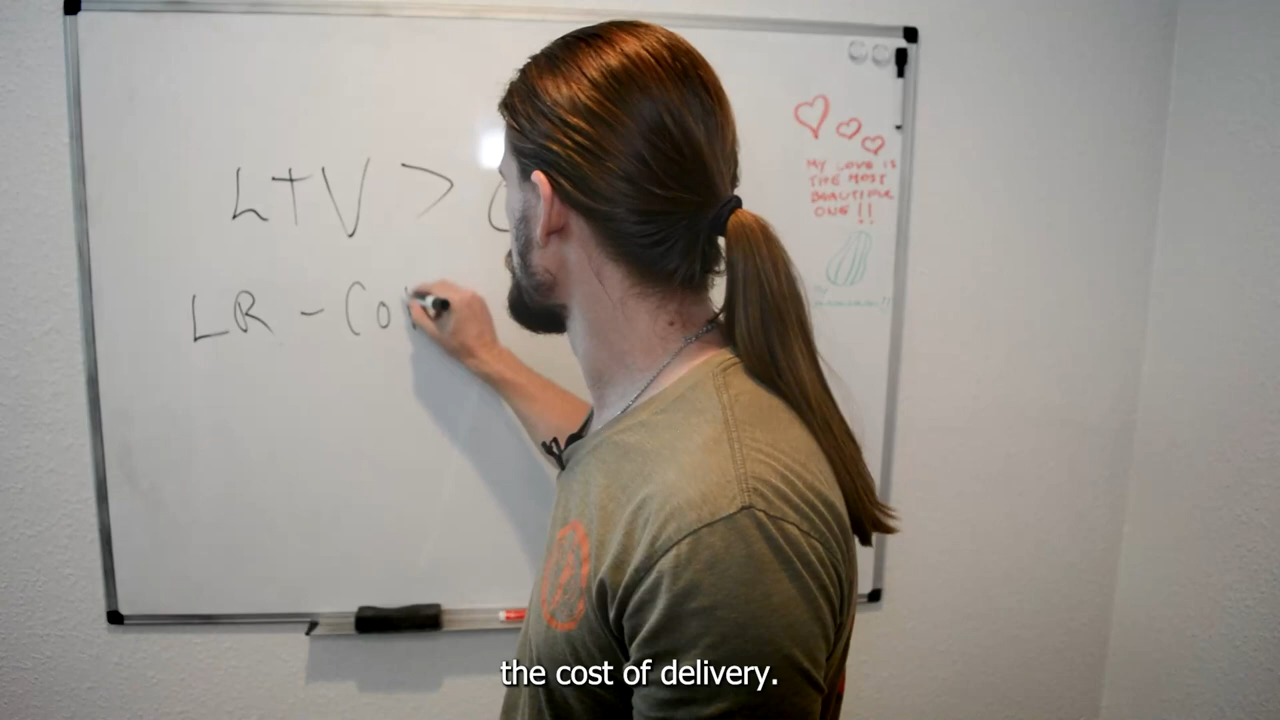 LTV > C
LR - Co
MY LOVE IS
THE MOST
BEAUTIFUL
ONE !!
the cost of delivery.